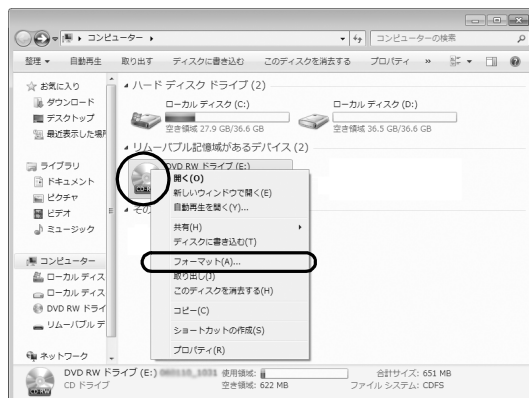 コンピューター
コンピューターの検索
整理 自動再生 取り出す ディスクに書き込む このディスクを消去する プロパティ »
お気に入り
ダウンロード
デスクトップ
最近表示した場所
ライブラリ
ドキュメント
ピクチャ
ビデオ
ミュージック
コンピューター
ローカル ディス
ローカル ディス
DVD RW ドライ
リムーバブル デ
ネットワーク
ハード ディスク ドライブ (2)
ローカル ディスク (C:)
空き領域 27.9 GB/36.6 GB
ローカル ディスク (D:)
空き領域 36.5 GB/36.6 GB
リムーバブル記憶域があるデバイス (2)
DVD RW ドライブ (E:)
CD-RW
その
開く(O)
新しいウィンドウで開く(E)
自動再生を開く(Y)...
共有(H)
ディスクに書き込む(T)
フォーマット(A)...
取り出し(J)
このディスクを消去する(H)
コピー(C)
ショートカットの作成(S)
プロパティ(R)
DVD RW ドライブ (E:) 使用領域: 合計サイズ: 651 MB
CD ドライブ 空き領域: 622 MB ファイル システム: CDFS